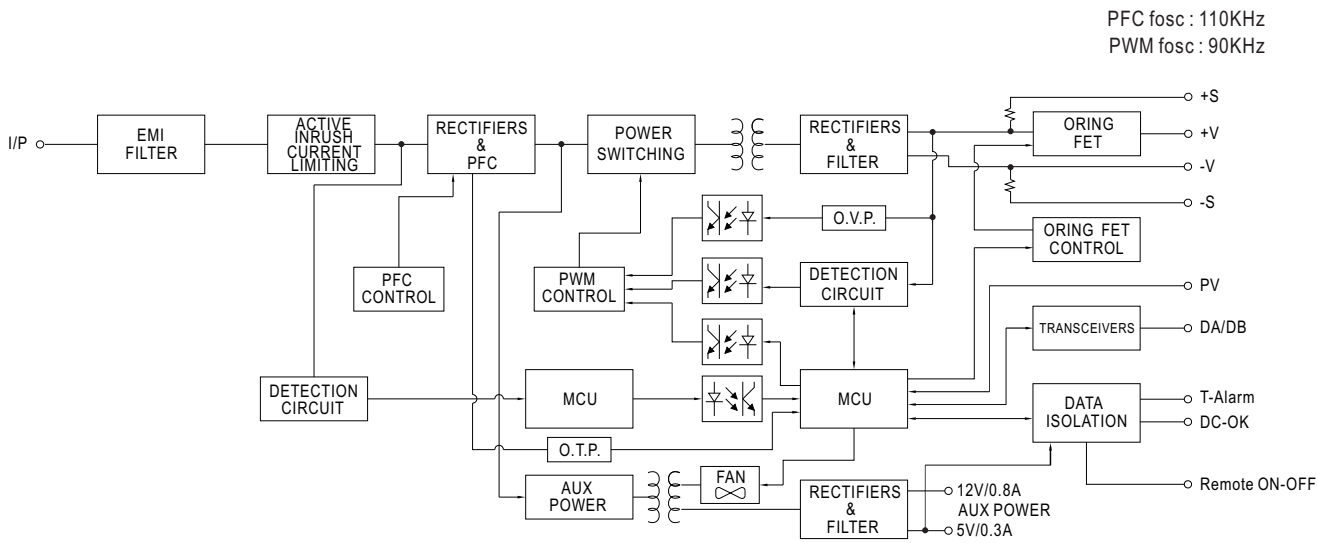 PFC fosc : 110KHz
PWM fosc : 90KHz
I/P
EMI
FILTER
ACTIVE
INRUSH
CURRENT
LIMITING
RECTIFIERS
&
PFC
POWER
SWITCHING
RECTIFIERS
&
FILTER
ORING
FET
+S
+V
-V
-S
O.V.P.
ORING FET
CONTROL
PFC
CONTROL
PWM
CONTROL
DETECTION
CIRCUIT
PV
TRANSCEIVERS
DA/DB
DETECTION
CIRCUIT
MCU
MCU
DATA
ISOLATION
T-Alarm
DC-OK
O.T.P.
AUX
POWER
FAN
RECTIFIERS
&
FILTER
12V/0.8A
AUX POWER
5V/0.3A
Remote ON-OFF